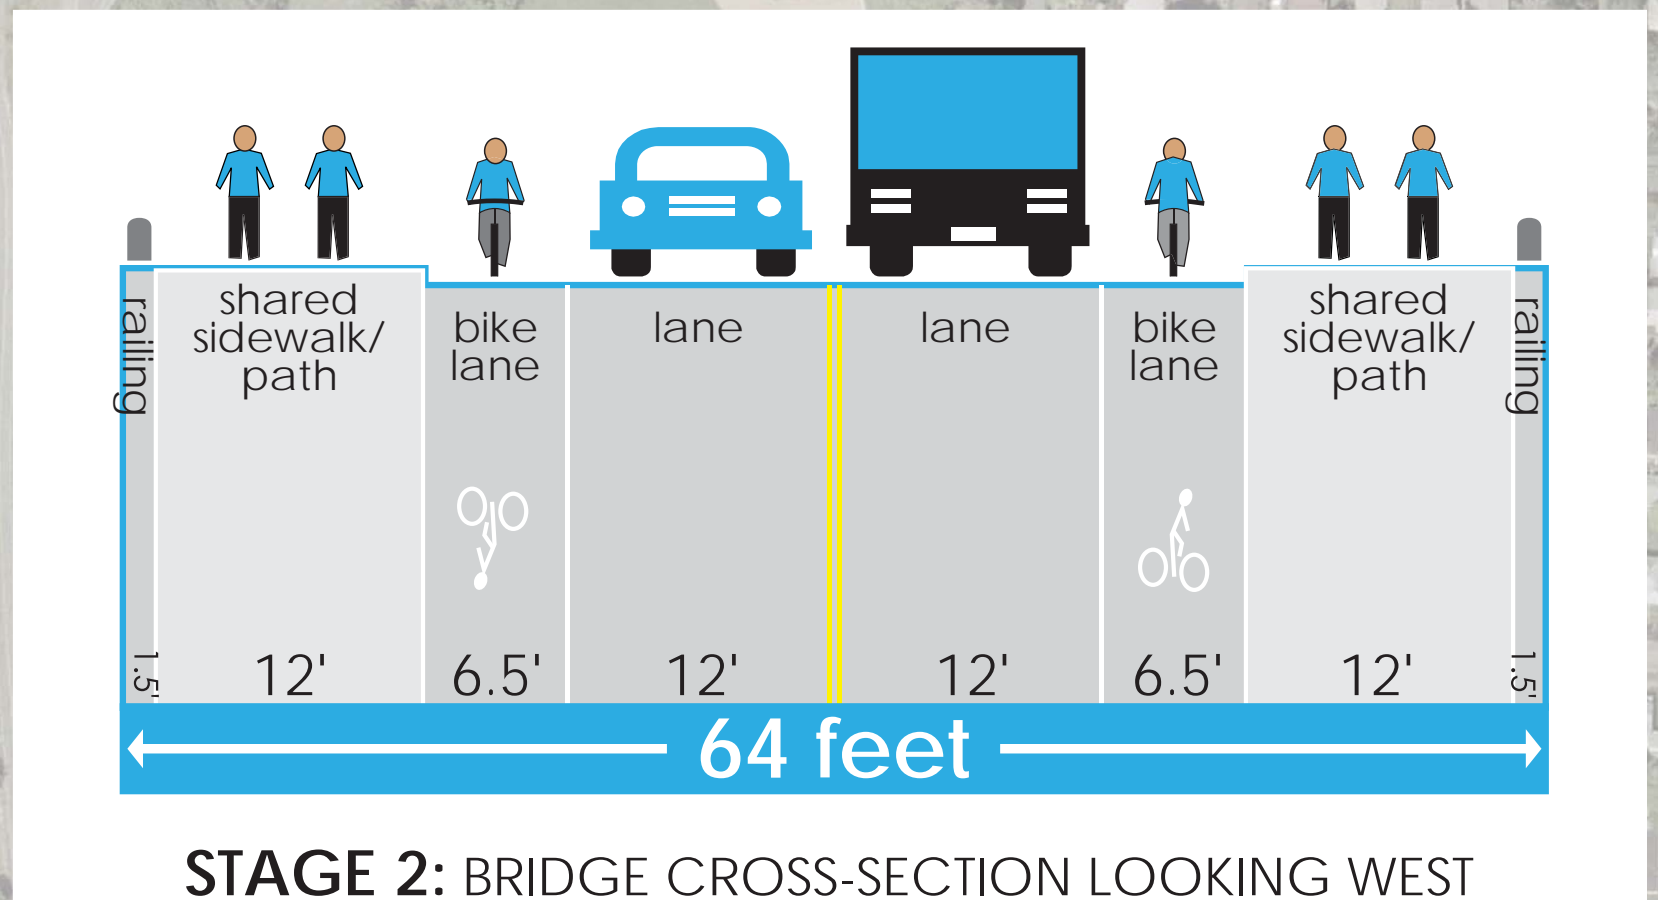 railing
shared
sidewalk/
path
bike
lane
lane
lane
bike
lane
shared
sidewalk/
path
railing
1.5'
12'
6.5'
12'
12'
6.5'
12'
1.5'
64 feet
STAGE 2: BRIDGE CROSS-SECTION LOOKING WEST